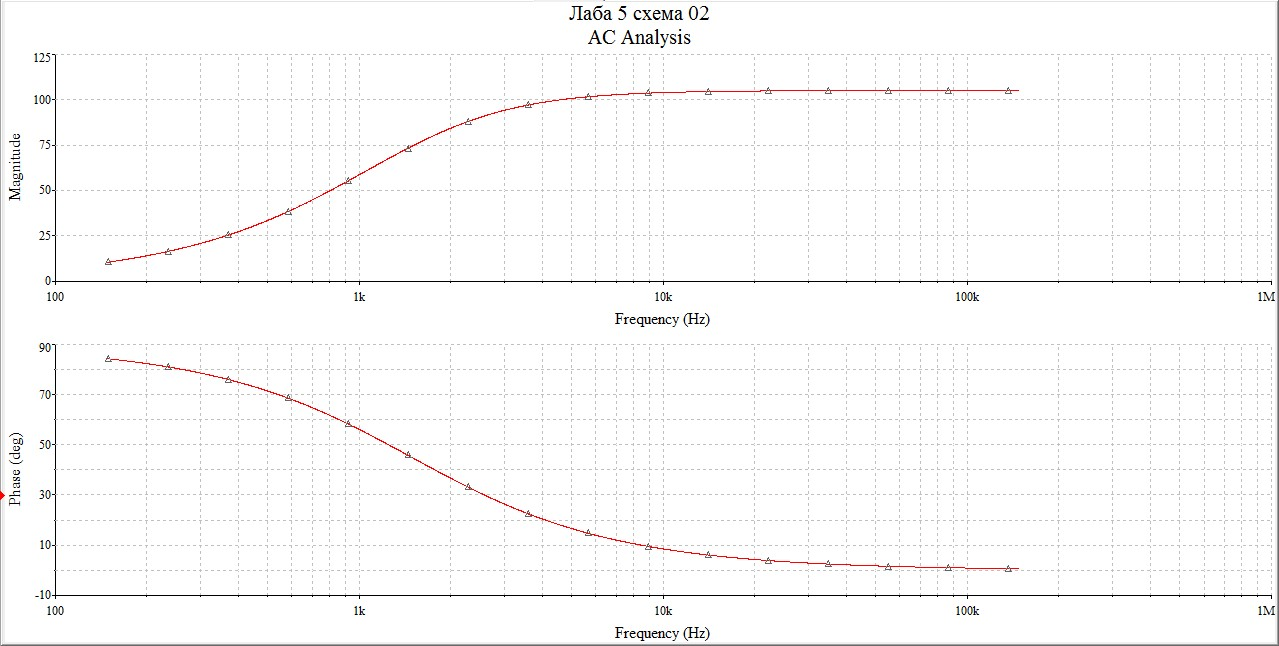 Лаба 5 схема 02
AC Analysis
125
100
75
50
25
0
Magnitude
100 1k 10k 100k 1M
Frequency (Hz)
90
70
50
30
10
-10
Phase (deg)
100 1k 10k 100k 1M
Frequency (Hz)